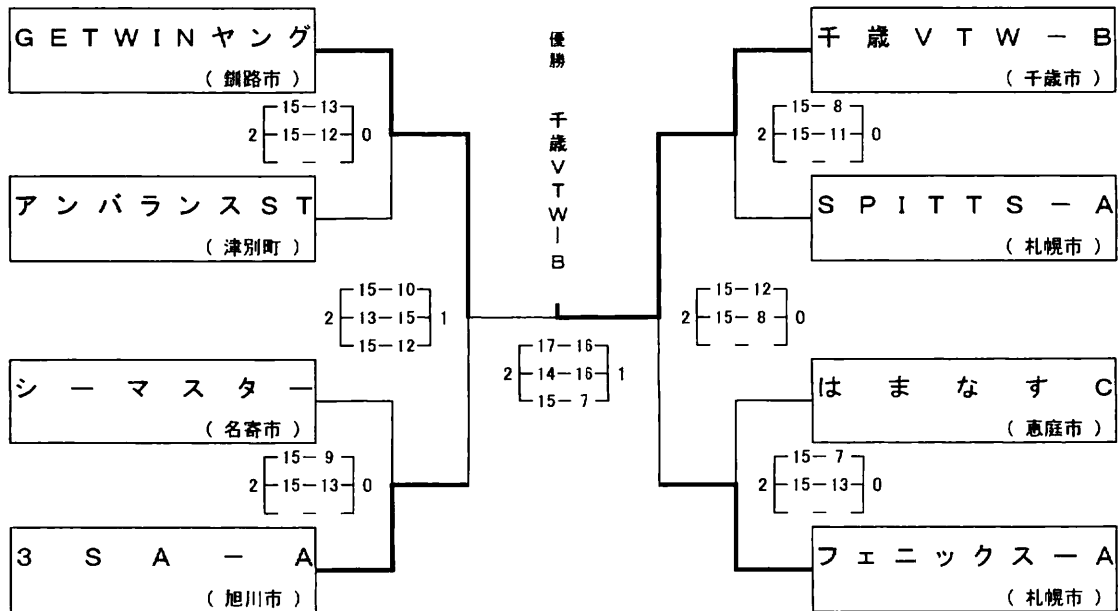 GETWINヤング
( 釧路市 )
2 15-13 0
15-12
- 
アンバランスST
( 津別町 )
15-10
2 13-15 1
15-12
シーマスター
( 名寄市 )
15-9
2 15-13 0
-
3SA-A
( 旭川市 )
優勝 千歳VTW-B
17-16
2 14-16 1
15-7
千歳VTW-B
( 千歳市 )
15-8
2 15-11 0
-
SPITTS-A
( 札幌市 )
15-12
2 15-8 0
-
はまなすC
( 恵庭市 )
15-7
2 15-13 0
-
フェニックス-A
( 札幌市 )